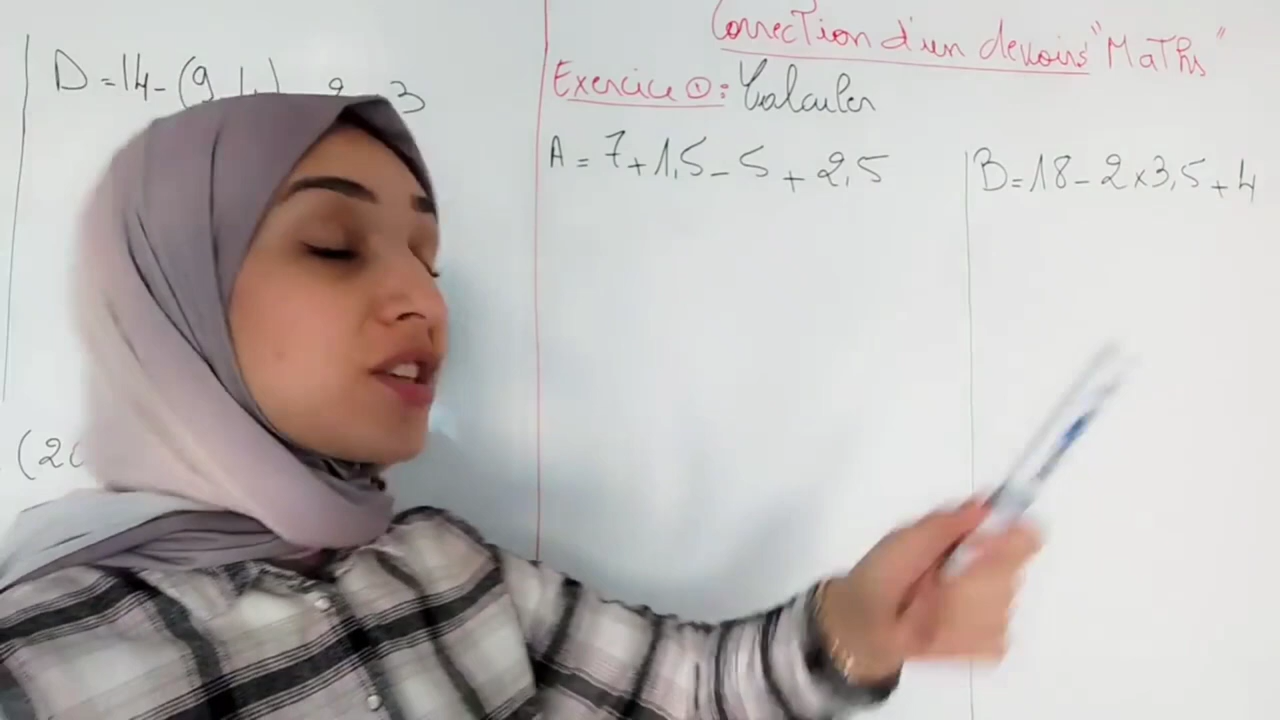 Correction d'un devoirs "Maths"
Exercice ①: Calculer
A = 7 + 1,5 - 5 + 2,5
B = 18 - 2 x 3,5 + 4
D = 14 - (9
3
(20